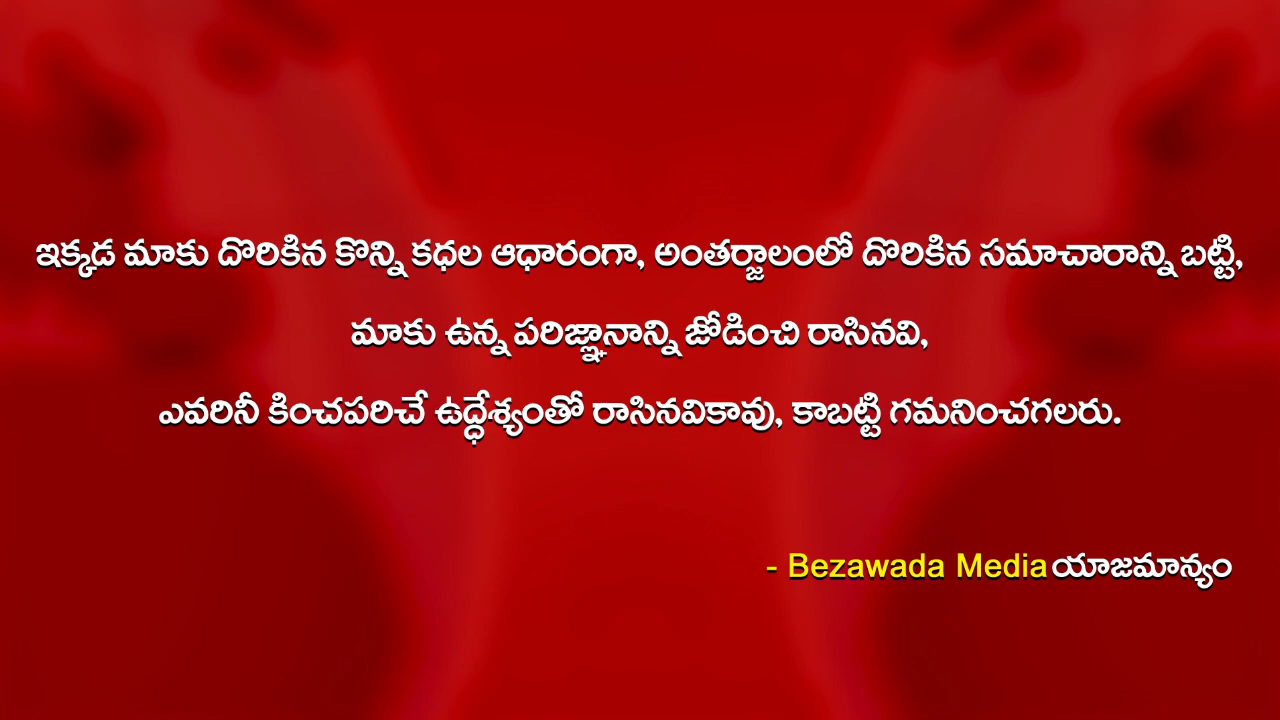 ఇక్కడ మాకు దొరికిన కొన్ని కధల ఆధారంగా, అంతర్జాలంలో దొరికిన సమాచారాన్ని బట్టి,
మాకు ఉన్న పరిజ్ఞానాన్ని జోడించి రాసినవి,
ఎవరినీ కించపరిచే ఉద్ధేశ్యంతో రాసినవికావు, కాబట్టి గమనించగలరు.
- Bezawada Media యాజమాన్యం